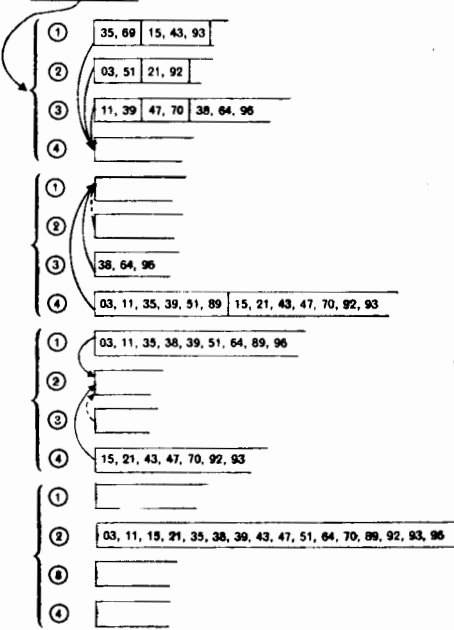 ① 35, 69 15, 43, 93
② 03, 51 21, 92
③ 11, 39 47, 70 38, 64, 96
④
①
②
③ 38, 64, 96
④ 03, 11, 35, 39, 51, 89 15, 21, 43, 47, 70, 92, 93
① 03, 11, 35, 38, 39, 51, 64, 89, 96
②
③
④ 15, 21, 43, 47, 70, 92, 93
①
② 03, 11, 15, 21, 35, 38, 39, 43, 47, 51, 64, 70, 89, 92, 93, 96
③
④